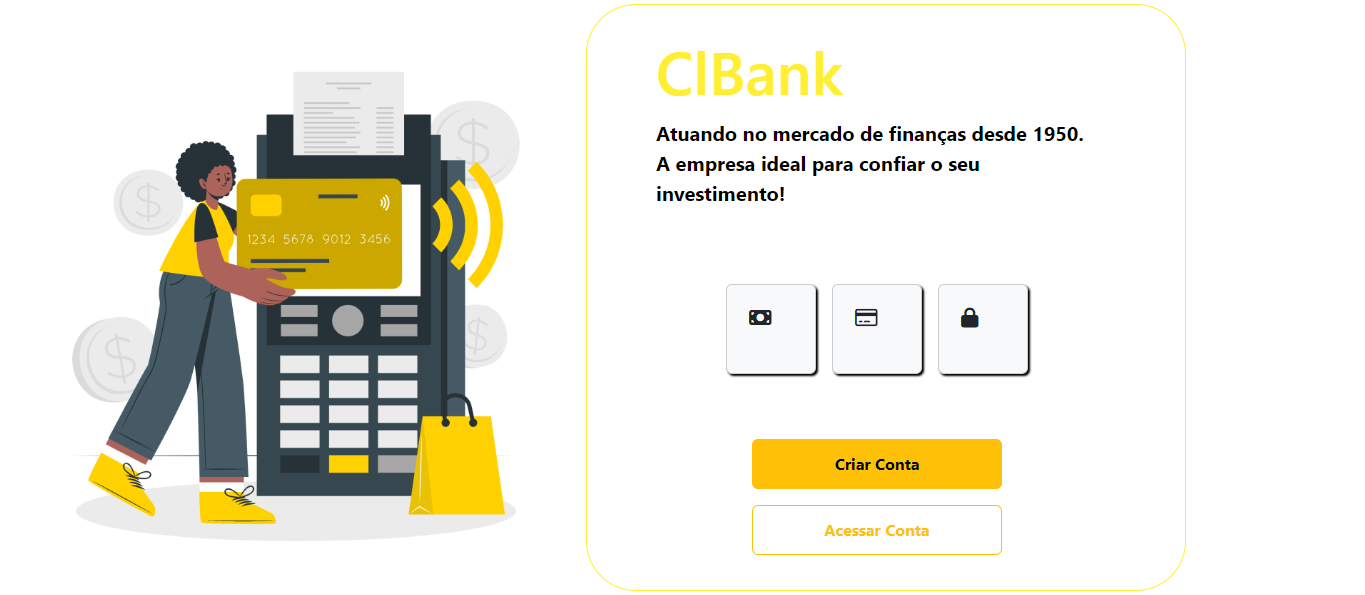 ClBank
Atuando no mercado de finanças desde 1950.
A empresa ideal para confiar o seu
investimento!
1234 5678 9012 3456
Criar Conta
Acessar Conta